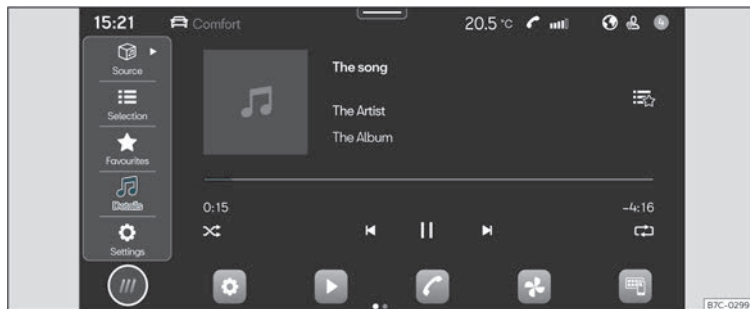 15:21 Comfort 20.5 °C 4
Source
The song
Selection
The Artist
Favourites
The Album
Details
0:15 -4:16
Settings
B7C-0299